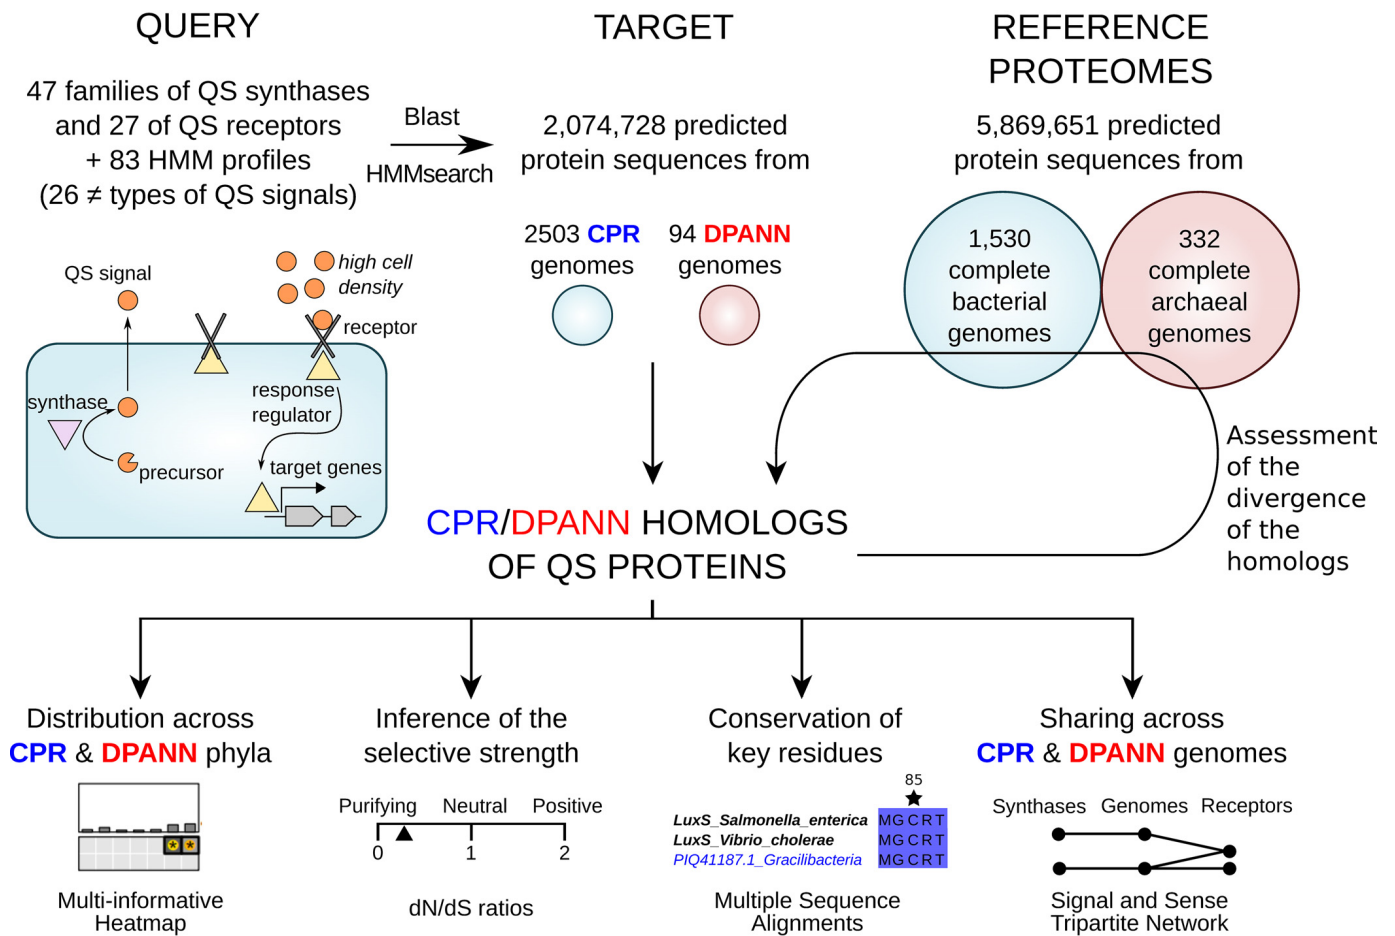 QUERY
47 families of QS synthases
and 27 of QS receptors
+ 83 HMM profiles
(26 ≠ types of QS signals)
Blast
HMMsearch
TARGET
2,074,728 predicted
protein sequences from
2503 CPR
genomes
94 DPANN
genomes
REFERENCE
PROTEOMES
5,869,651 predicted
protein sequences from
1,530
complete
bacterial
genomes
332
complete
archaeal
genomes
QS signal
high cell
density
receptor
synthase
precursor
response
regulator
target genes
Assessment
of the
divergence
of the
homologs
CPR/DPANN HOMOLOGS
OF QS PROTEINS
Distribution across
CPR & DPANN phyla
Multi-informative
Heatmap
Inference of the
selective strength
Purifying Neutral Positive
0 1 2
dN/dS ratios
Conservation of
key residues
85
LuxS_Salmonella_enterica MGCRT
LuxS_Vibrio_cholerae MGCRT
PIQ41187.1_Gracilibacteria MGCRT
Multiple Sequence
Alignments
Sharing across
CPR & DPANN genomes
Synthases Genomes Receptors
Signal and Sense
Tripartite Network